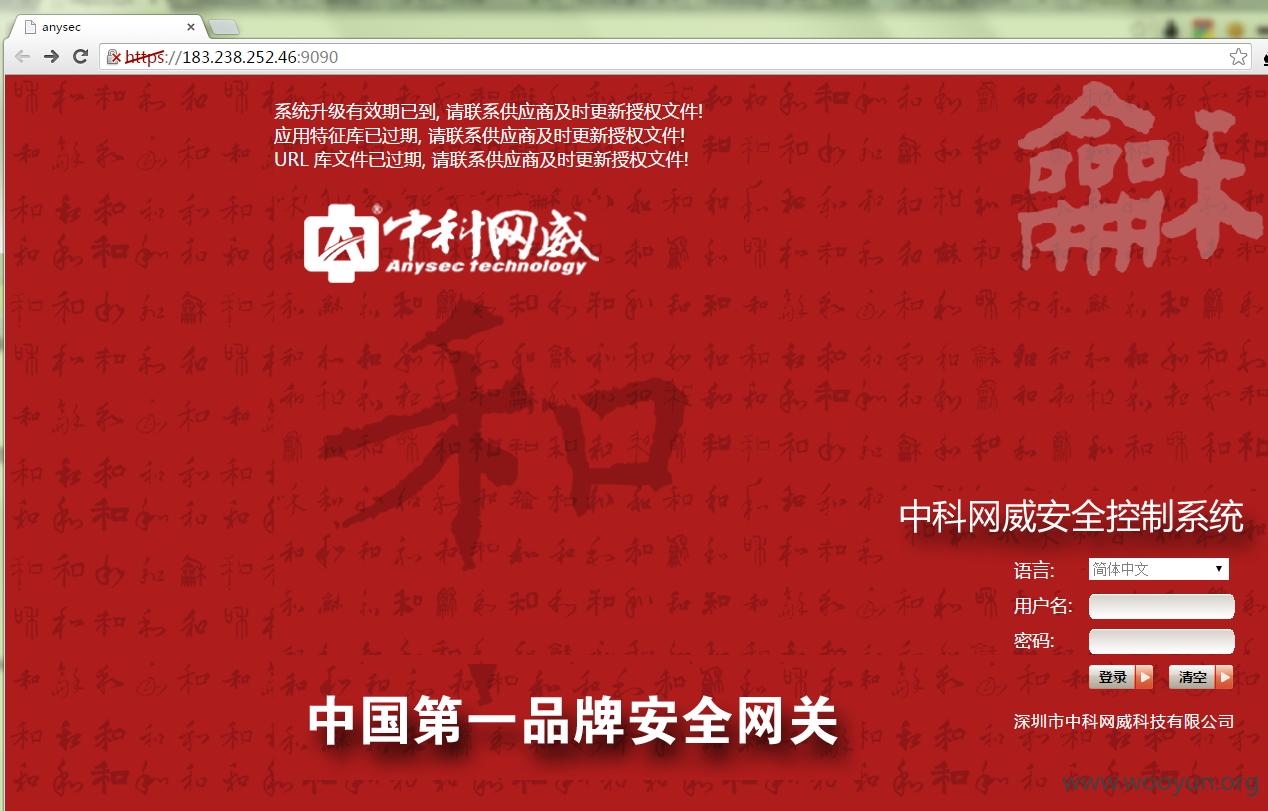 anysec
https://183.238.252.46:9090
系统升级有效期已到, 请联系供应商及时更新授权文件!
应用特征库已过期, 请联系供应商及时更新授权文件!
URL 库文件已过期, 请联系供应商及时更新授权文件!
中科网威®
Anysec technology
和
中科网威安全控制系统
语言: 简体中文
用户名:
密码:
登录 清空
中国第一品牌安全网关
深圳市中科网威科技有限公司
www.wooyun.org